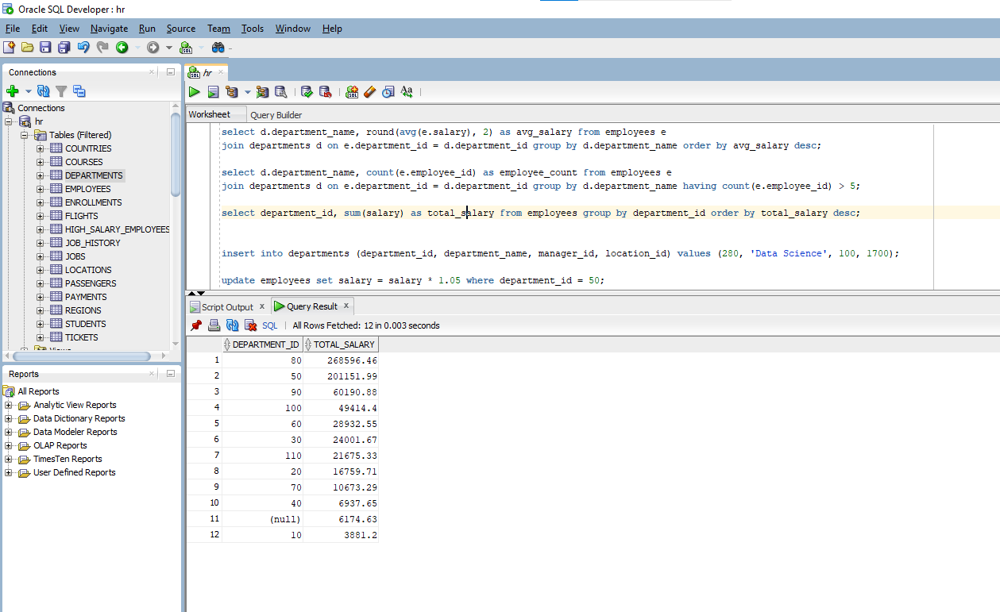 Oracle SQL Developer : hr
File Edit View Navigate Run Source Team Tools Window Help
Connections
Connections
hr
Tables (Filtered)
COUNTRIES
COURSES
DEPARTMENTS
EMPLOYEES
ENROLLMENTS
FLIGHTS
HIGH_SALARY_EMPLOYEES
JOB_HISTORY
JOBS
LOCATIONS
PASSENGERS
PAYMENTS
REGIONS
STUDENTS
TICKETS
Views
Reports
All Reports
Analytic View Reports
Data Dictionary Reports
Data Modeler Reports
OLAP Reports
TimesTen Reports
User Defined Reports
hr
Worksheet Query Builder
select d.department_name, round(avg(e.salary), 2) as avg_salary from employees e
join departments d on e.department_id = d.department_id group by d.department_name order by avg_salary desc;
select d.department_name, count(e.employee_id) as employee_count from employees e
join departments d on e.department_id = d.department_id group by d.department_name having count(e.employee_id) > 5;
select department_id, sum(salary) as total_salary from employees group by department_id order by total_salary desc;
insert into departments (department_id, department_name, manager_id, location_id) values (280, 'Data Science', 100, 1700);
update employees set salary = salary * 1.05 where department_id = 50;
Script Output x Query Result x
SQL | All Rows Fetched: 12 in 0.003 seconds
DEPARTMENT_ID TOTAL_SALARY
1 80 268596.46
2 50 201151.99
3 90 60190.88
4 100 49414.4
5 60 28932.55
6 30 24001.67
7 110 21675.33
8 20 16759.71
9 70 10673.29
10 40 6937.65
11 (null) 6174.63
12 10 3881.2